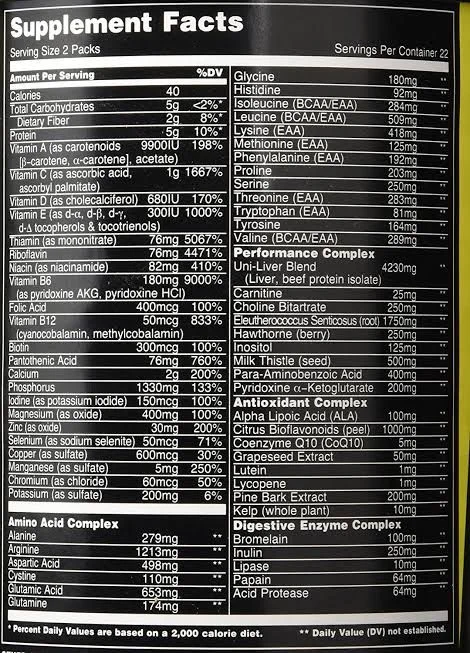 Supplement Facts
Serving Size 2 Packs Servings Per Container 22
Amount Per Serving %DV
Calories 40
Total Carbohydrates 5g <2%*
Dietary Fiber 2g 8%*
Protein 5g 10%*
Vitamin A (as carotenoids 9900IU 198%
[β-carotene, α-carotene], acetate)
Vitamin C (as ascorbic acid, 1g 1667%
ascorbyl palmitate)
Vitamin D (as cholecalciferol) 680IU 170%
Vitamin E (as d-α, d-β, d-γ, 300IU 1000%
d-Δ tocopherols & tocotrienols)
Thiamin (as mononitrate) 76mg 5067%
Riboflavin 76mg 4471%
Niacin (as niacinamide) 82mg 410%
Vitamin B6 180mg 9000%
(as pyridoxine AKG, pyridoxine HCl)
Folic Acid 400mcg 100%
Vitamin B12 50mcg 833%
(cyanocobalamin, methylcobalamin)
Biotin 300mcg 100%
Pantothenic Acid 76mg 760%
Calcium 2g 200%
Phosphorus 1330mg 133%
Iodine (as potassium iodide) 150mcg 100%
Magnesium (as oxide) 400mg 100%
Zinc (as oxide) 30mg 200%
Selenium (as sodium selenite) 50mcg 71%
Copper (as sulfate) 600mcg 30%
Manganese (as sulfate) 5mg 250%
Chromium (as chloride) 60mcg 50%
Potassium (as sulfate) 200mg 6%
Amino Acid Complex
Alanine 279mg **
Arginine 1213mg **
Aspartic Acid 498mg **
Cystine 110mg **
Glutamic Acid 653mg **
Glutamine 174mg **
Glycine 180mg **
Histidine 92mg **
Isoleucine (BCAA/EAA) 284mg **
Leucine (BCAA/EAA) 509mg **
Lysine (EAA) 418mg **
Methionine (EAA) 125mg **
Phenylalanine (EAA) 192mg **
Proline 203mg **
Serine 250mg **
Threonine (EAA) 283mg **
Tryptophan (EAA) 81mg **
Tyrosine 164mg **
Valine (BCAA/EAA) 289mg **
Performance Complex
Uni-Liver Blend 4230mg **
(Liver, beef protein isolate)
Carnitine 25mg **
Choline Bitartrate 250mg **
Eleutherococcus Senticosus (root) 1750mg **
Hawthorne (berry) 250mg **
Inositol 125mg **
Milk Thistle (seed) 500mg **
Para-Aminobenzoic Acid 400mg **
Pyridoxine α-Ketoglutarate 200mg **
Antioxidant Complex
Alpha Lipoic Acid (ALA) 100mg **
Citrus Bioflavonoids (peel) 1000mg **
Coenzyme Q10 (CoQ10) 5mg **
Grapeseed Extract 50mg **
Lutein 1mg **
Lycopene 1mg **
Pine Bark Extract 200mg **
Kelp (whole plant) 10mg **
Digestive Enzyme Complex
Bromelain 100mg **
Inulin 250mg **
Lipase 10mg **
Papain 64mg **
Acid Protease 64mg **
* Percent Daily Values are based on a 2,000 calorie diet. ** Daily Value (DV) not established.